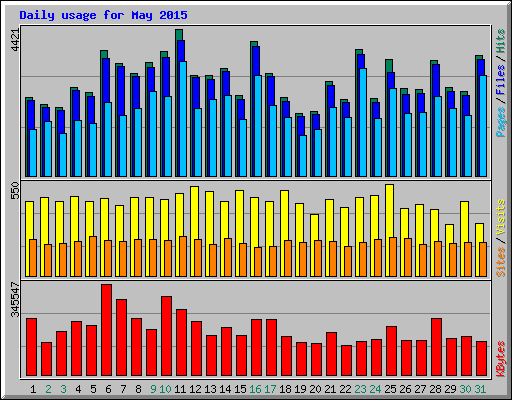 Daily usage for May 2015
4421
Pages / Files / Hits
550
Sites / Visits
345547
KBytes
1 2 3 4 5 6 7 8 9 10 11 12 13 14 15 16 17 18 19 20 21 22 23 24 25 26 27 28 29 30 31